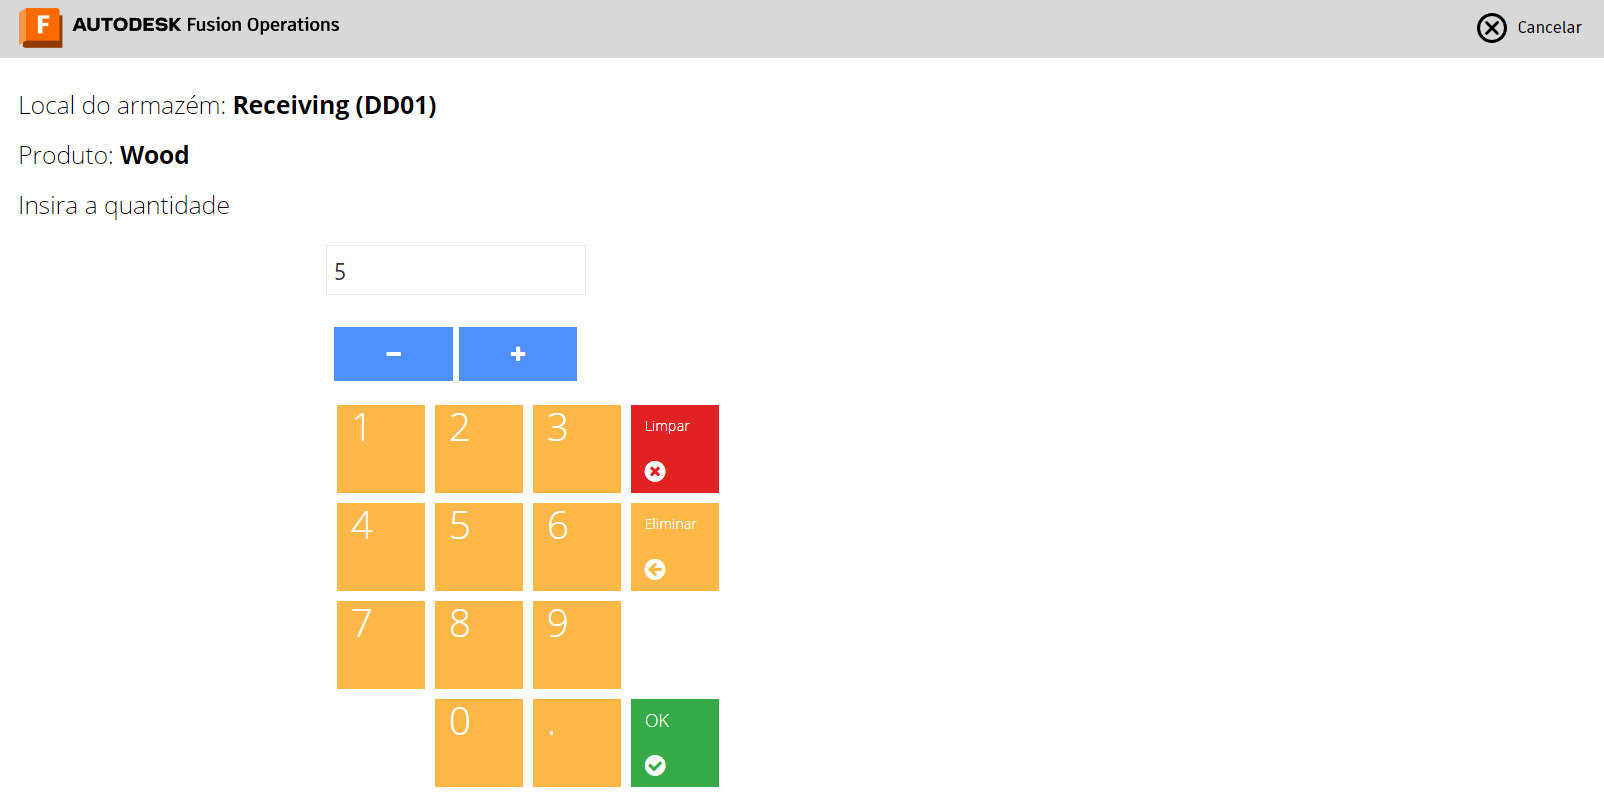 F AUTODESK Fusion Operations
Cancelar
Local do armazém: Receiving (DD01)
Produto: Wood
Insira a quantidade
5
− +
1 2 3 Limpar
4 5 6 Eliminar
7 8 9
0 . OK